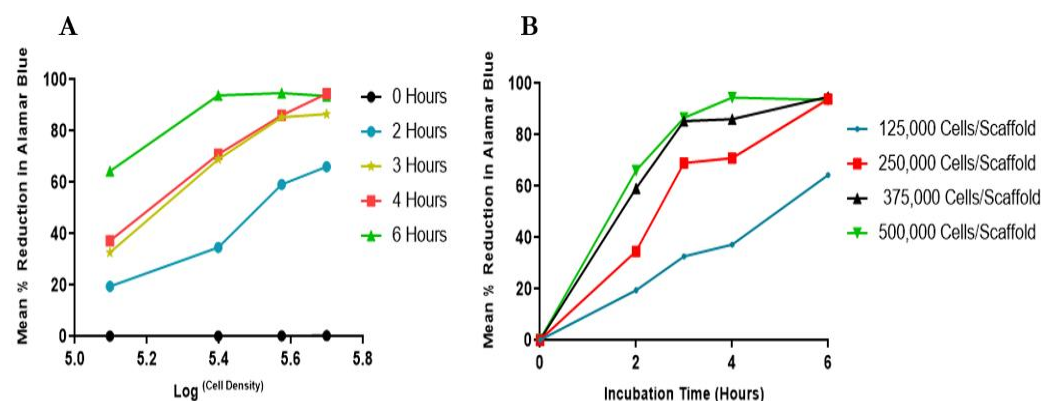 A
Mean % Reduction in Alamar Blue
100
80
60
40
20
0
5.0
5.2
5.4
5.6
5.8
Log (Cell Density)
0 Hours
2 Hours
3 Hours
4 Hours
6 Hours
B
Mean % Reduction in Alamar Blue
100
80
60
40
20
0
0
2
4
6
Incubation Time (Hours)
125,000 Cells/Scaffold
250,000 Cells/Scaffold
375,000 Cells/Scaffold
500,000 Cells/Scaffold